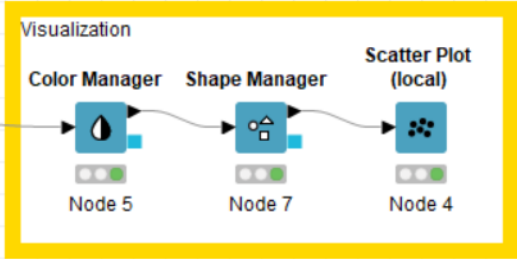 Visualization
Color Manager
Shape Manager
Scatter Plot
(local)
Node 5
Node 7
Node 4